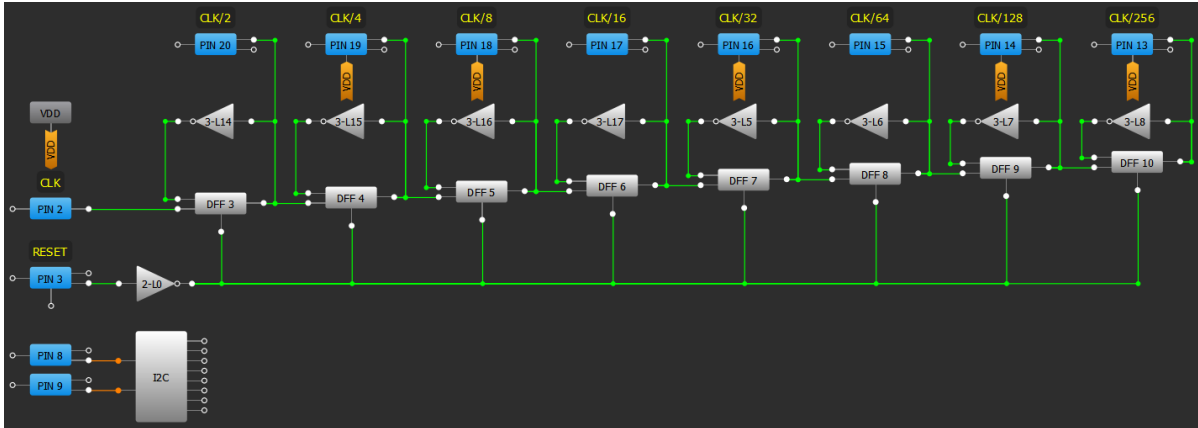 CLK/2 CLK/4 CLK/8 CLK/16 CLK/32 CLK/64 CLK/128 CLK/256
PIN 20 PIN 19 PIN 18 PIN 17 PIN 16 PIN 15 PIN 14 PIN 13
VDD VDD VDD VDD VDD
VDD 3-L14 3-L15 3-L16 3-L17 3-L5 3-L6 3-L7 3-L8
VDD
CLK
PIN 2 DFF 3 DFF 4 DFF 5 DFF 6 DFF 7 DFF 8 DFF 9 DFF 10
RESET
PIN 3 2-L0
PIN 8
I2C
PIN 9